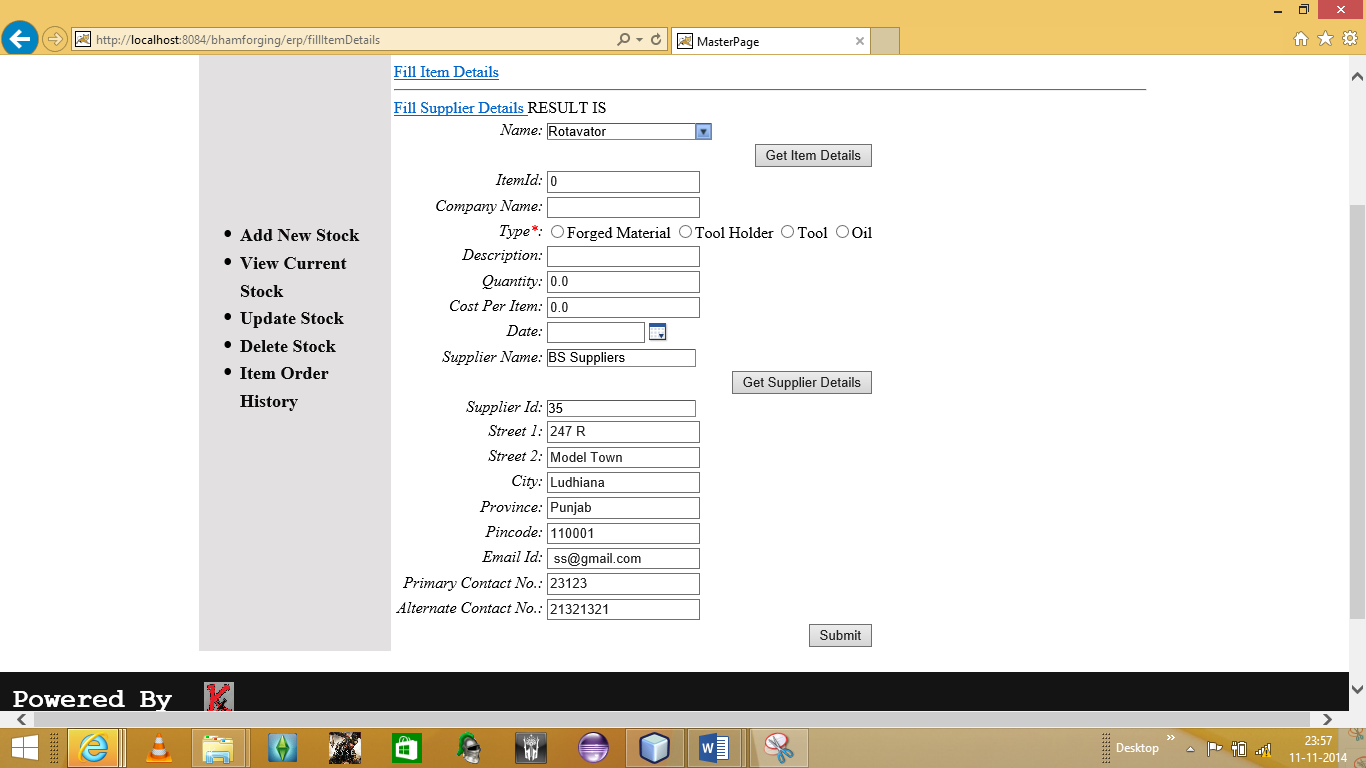 http://localhost:8084/bhamforging/erp/fillItemDetails
MasterPage
Fill Item Details
Fill Supplier Details RESULT IS
Name: Rotavator
Get Item Details
ItemId: 0
Company Name:
Type*: Forged Material Tool Holder Tool Oil
Description:
Quantity: 0.0
Cost Per Item: 0.0
Date:
Supplier Name: BS Suppliers
Get Supplier Details
Supplier Id: 35
Street 1: 247 R
Street 2: Model Town
City: Ludhiana
Province: Punjab
Pincode: 110001
Email Id: ss@gmail.com
Primary Contact No.: 23123
Alternate Contact No.: 21321321
Submit
• Add New Stock
• View Current
Stock
• Update Stock
• Delete Stock
• Item Order
History
Powered By
Desktop
23:57
11-11-2014